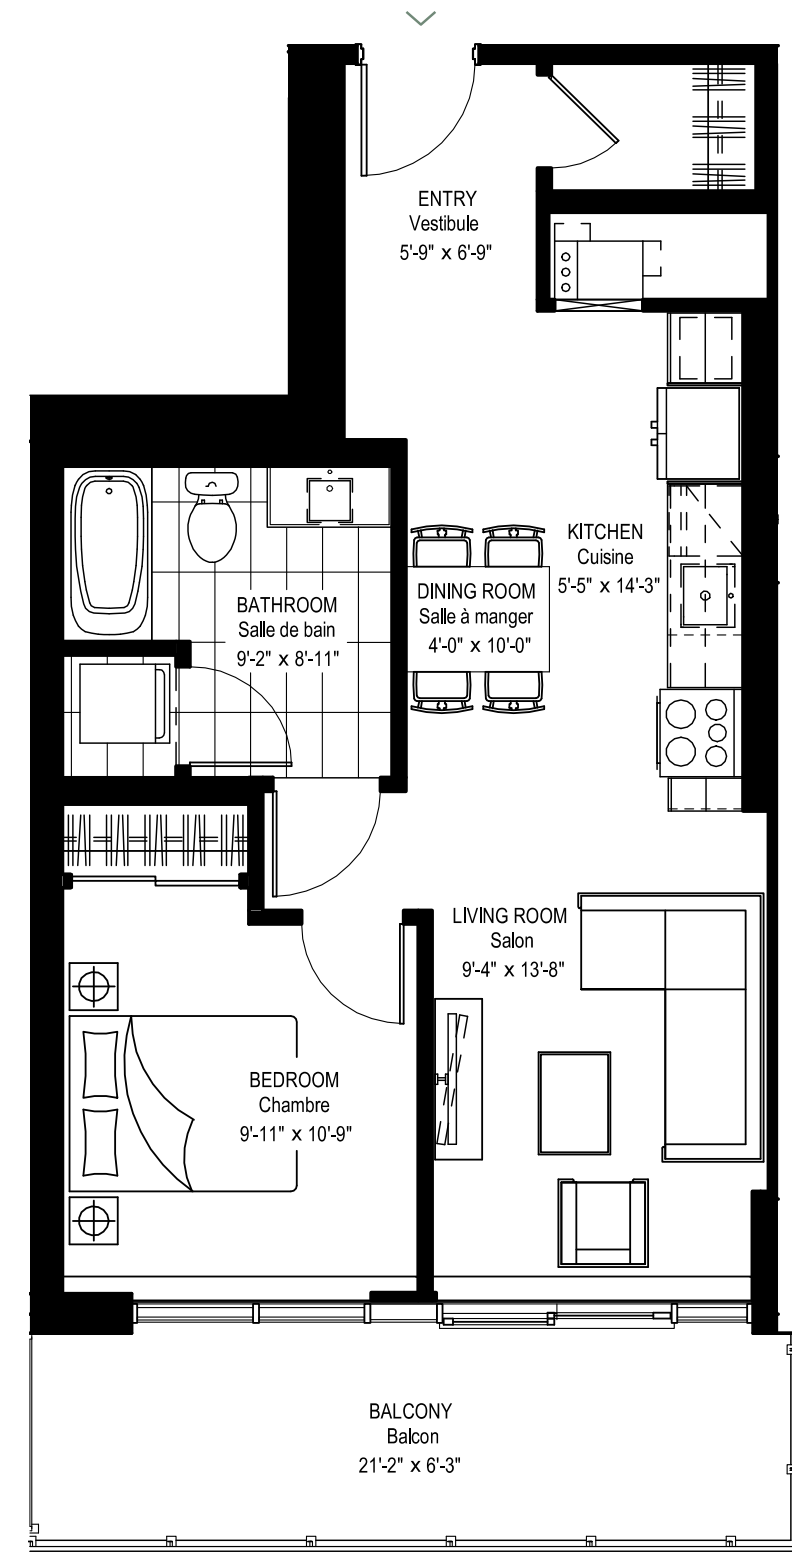 ENTRY
Vestibule
5'-9" x 6'-9"
KITCHEN
Cuisine
5'-5" x 14'-3"
DINING ROOM
Salle à manger
4'-0" x 10'-0"
BATHROOM
Salle de bain
9'-2" x 8'-11"
LIVING ROOM
Salon
9'-4" x 13'-8"
BEDROOM
Chambre
9'-11" x 10'-9"
BALCONY
Balcon
21'-2" x 6'-3"